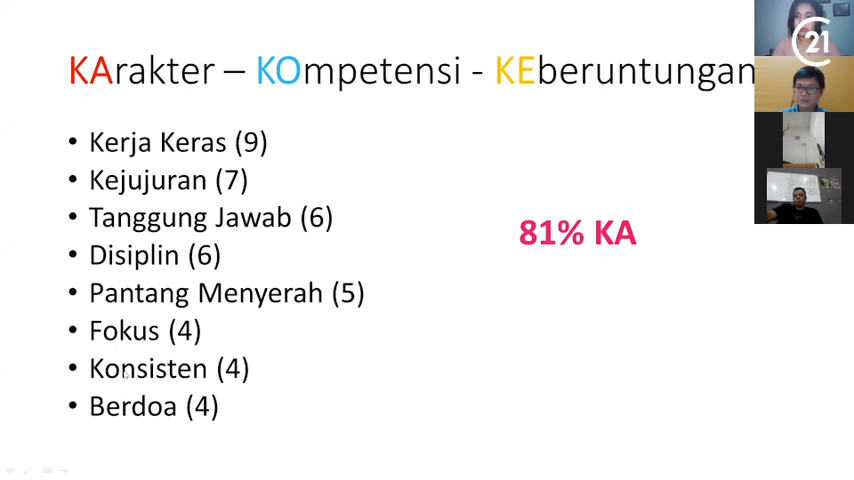 KArakter – KOmpetensi - KEberuntungan
• Kerja Keras (9)
• Kejujuran (7)
• Tanggung Jawab (6)
• Disiplin (6)
• Pantang Menyerah (5)
• Fokus (4)
• Konsisten (4)
• Berdoa (4)
81% KA
C21